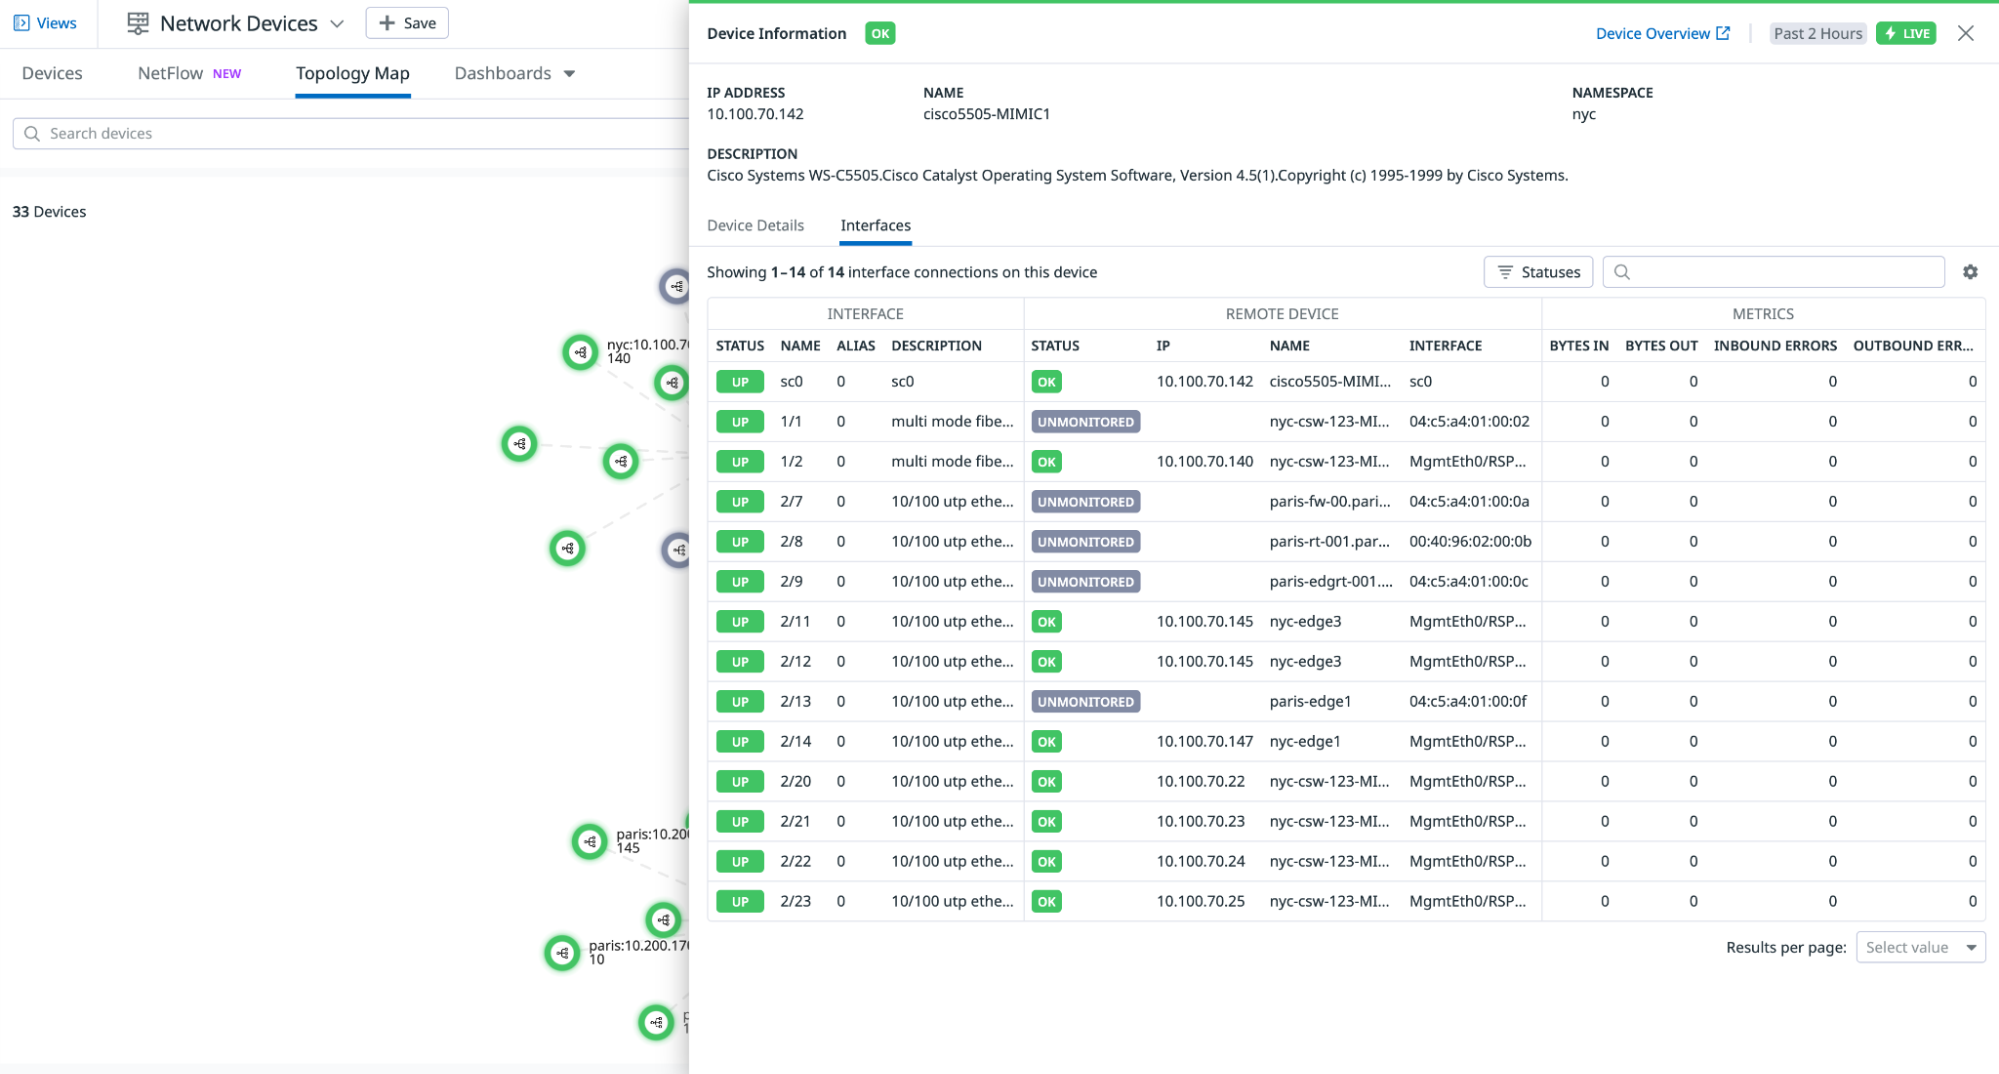 Views
Network Devices
Save
Devices
NetFlow NEW
Topology Map
Dashboards
Search devices
33 Devices
nyc:10.100.70
140
paris:10.200
145
paris:10.200.170
10
Device Information OK
Device Overview
Past 2 Hours
LIVE
IP ADDRESS
10.100.70.142
NAME
cisco5505-MIMIC1
NAMESPACE
nyc
DESCRIPTION
Cisco Systems WS-C5505.Cisco Catalyst Operating System Software, Version 4.5(1).Copyright (c) 1995-1999 by Cisco Systems.
Device Details
Interfaces
Showing 1–14 of 14 interface connections on this device
Statuses
INTERFACE REMOTE DEVICE METRICS
STATUS NAME ALIAS DESCRIPTION STATUS IP NAME INTERFACE BYTES IN BYTES OUT INBOUND ERRORS OUTBOUND ERR...
UP sc0 0 sc0 OK 10.100.70.142 cisco5505-MIMI... sc0 0 0 0 0
UP 1/1 0 multi mode fibe... UNMONITORED nyc-csw-123-MI... 04:c5:a4:01:00:02 0 0 0 0
UP 1/2 0 multi mode fibe... OK 10.100.70.140 nyc-csw-123-MI... MgmtEth0/RSP... 0 0 0 0
UP 2/7 0 10/100 utp ethe... UNMONITORED paris-fw-00.pari... 04:c5:a4:01:00:0a 0 0 0 0
UP 2/8 0 10/100 utp ethe... UNMONITORED paris-rt-001.par... 00:40:96:02:00:0b 0 0 0 0
UP 2/9 0 10/100 utp ethe... UNMONITORED paris-edgrt-001.... 04:c5:a4:01:00:0c 0 0 0 0
UP 2/11 0 10/100 utp ethe... OK 10.100.70.145 nyc-edge3 MgmtEth0/RSP... 0 0 0 0
UP 2/12 0 10/100 utp ethe... OK 10.100.70.145 nyc-edge3 MgmtEth0/RSP... 0 0 0 0
UP 2/13 0 10/100 utp ethe... UNMONITORED paris-edge1 04:c5:a4:01:00:0f 0 0 0 0
UP 2/14 0 10/100 utp ethe... OK 10.100.70.147 nyc-edge1 MgmtEth0/RSP... 0 0 0 0
UP 2/20 0 10/100 utp ethe... OK 10.100.70.22 nyc-csw-123-MI... MgmtEth0/RSP... 0 0 0 0
UP 2/21 0 10/100 utp ethe... OK 10.100.70.23 nyc-csw-123-MI... MgmtEth0/RSP... 0 0 0 0
UP 2/22 0 10/100 utp ethe... OK 10.100.70.24 nyc-csw-123-MI... MgmtEth0/RSP... 0 0 0 0
UP 2/23 0 10/100 utp ethe... OK 10.100.70.25 nyc-csw-123-MI... MgmtEth0/RSP... 0 0 0 0
Results per page: Select value